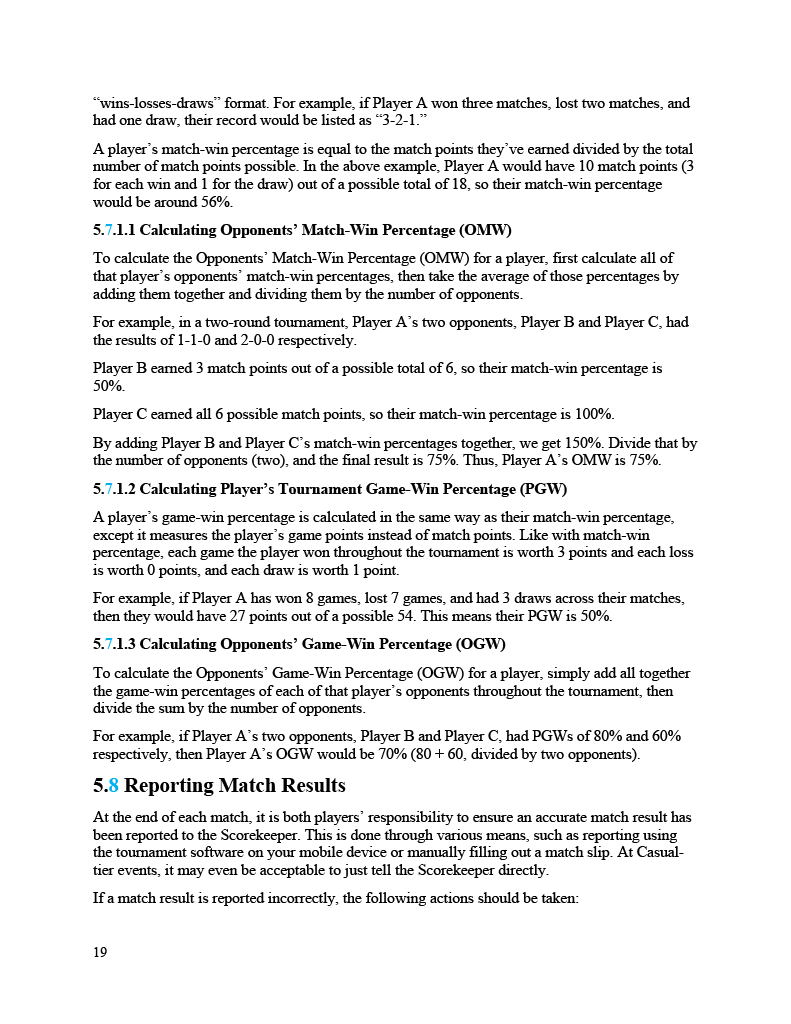 “wins-losses-draws” format. For example, if Player A won three matches, lost two matches, and
had one draw, their record would be listed as “3-2-1.”
A player’s match-win percentage is equal to the match points they’ve earned divided by the total
number of match points possible. In the above example, Player A would have 10 match points (3
for each win and 1 for the draw) out of a possible total of 18, so their match-win percentage
would be around 56%.
5.7.1.1 Calculating Opponents’ Match-Win Percentage (OMW)
To calculate the Opponents’ Match-Win Percentage (OMW) for a player, first calculate all of
that player’s opponents’ match-win percentages, then take the average of those percentages by
adding them together and dividing them by the number of opponents.
For example, in a two-round tournament, Player A’s two opponents, Player B and Player C, had
the results of 1-1-0 and 2-0-0 respectively.
Player B earned 3 match points out of a possible total of 6, so their match-win percentage is
50%.
Player C earned all 6 possible match points, so their match-win percentage is 100%.
By adding Player B and Player C’s match-win percentages together, we get 150%. Divide that by
the number of opponents (two), and the final result is 75%. Thus, Player A’s OMW is 75%.
5.7.1.2 Calculating Player’s Tournament Game-Win Percentage (PGW)
A player’s game-win percentage is calculated in the same way as their match-win percentage,
except it measures the player’s game points instead of match points. Like with match-win
percentage, each game the player won throughout the tournament is worth 3 points and each loss
is worth 0 points, and each draw is worth 1 point.
For example, if Player A has won 8 games, lost 7 games, and had 3 draws across their matches,
then they would have 27 points out of a possible 54. This means their PGW is 50%.
5.7.1.3 Calculating Opponents’ Game-Win Percentage (OGW)
To calculate the Opponents’ Game-Win Percentage (OGW) for a player, simply add all together
the game-win percentages of each of that player’s opponents throughout the tournament, then
divide the sum by the number of opponents.
For example, if Player A’s two opponents, Player B and Player C, had PGWs of 80% and 60%
respectively, then Player A’s OGW would be 70% (80 + 60, divided by two opponents).
5.8 Reporting Match Results
At the end of each match, it is both players’ responsibility to ensure an accurate match result has
been reported to the Scorekeeper. This is done through various means, such as reporting using
the tournament software on your mobile device or manually filling out a match slip. At Casual-
tier events, it may even be acceptable to just tell the Scorekeeper directly.
If a match result is reported incorrectly, the following actions should be taken:
19